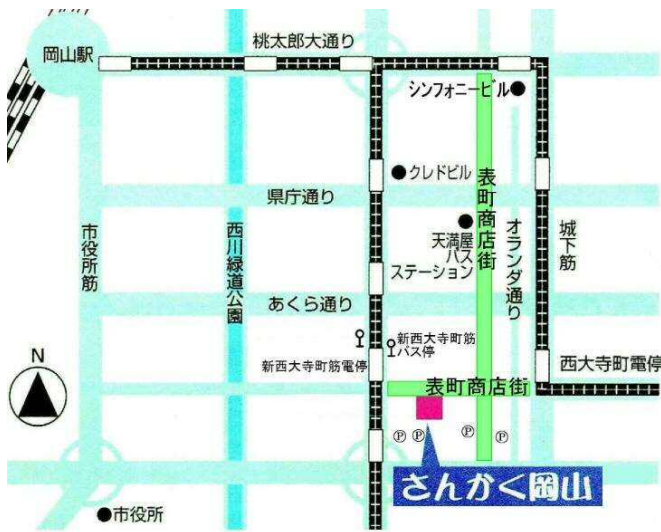 桃太郎大通り
岡山駅
シンフォニービル
クレドビル
県庁通り
表町商店街
天満屋
バス
ステーション
市役所筋
西川緑道公園
オランダ通り
城下筋
あくら通り
新西大寺町筋
バス停
新西大寺町筋電停
西大寺町電停
N
表町商店街
Ⓟ Ⓟ Ⓟ Ⓟ
さんかく岡山
市役所